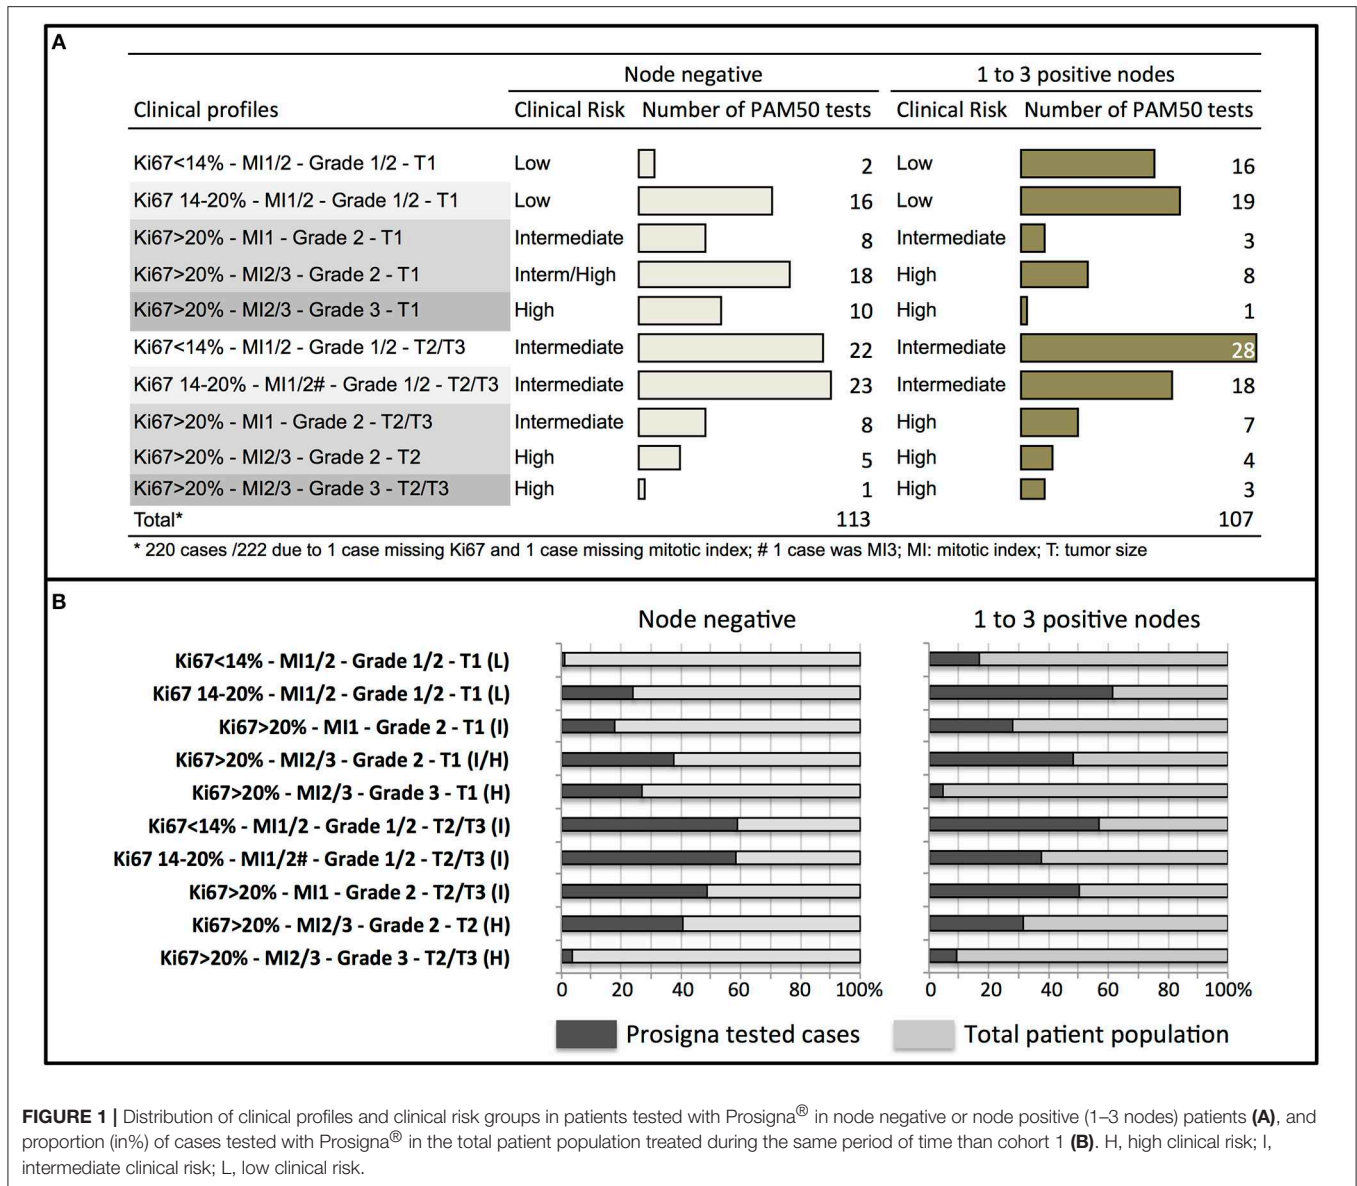 A
Node negative 1 to 3 positive nodes
Clinical profiles Clinical Risk Number of PAM50 tests Clinical Risk Number of PAM50 tests
Ki67<14% - MI1/2 - Grade 1/2 - T1 Low 2 Low 16
Ki67 14-20% - MI1/2 - Grade 1/2 - T1 Low 16 Low 19
Ki67>20% - MI1 - Grade 2 - T1 Intermediate 8 Intermediate 3
Ki67>20% - MI2/3 - Grade 2 - T1 Interm/High 18 High 8
Ki67>20% - MI2/3 - Grade 3 - T1 High 10 High 1
Ki67<14% - MI1/2 - Grade 1/2 - T2/T3 Intermediate 22 Intermediate 28
Ki67 14-20% - MI1/2# - Grade 1/2 - T2/T3 Intermediate 23 Intermediate 18
Ki67>20% - MI1 - Grade 2 - T2/T3 Intermediate 8 High 7
Ki67>20% - MI2/3 - Grade 2 - T2 High 5 High 4
Ki67>20% - MI2/3 - Grade 3 - T2/T3 High 1 High 3
Total* 113 107
* 220 cases /222 due to 1 case missing Ki67 and 1 case missing mitotic index; # 1 case was MI3; MI: mitotic index; T: tumor size
B
Node negative 1 to 3 positive nodes
Ki67<14% - MI1/2 - Grade 1/2 - T1 (L)
Ki67 14-20% - MI1/2 - Grade 1/2 - T1 (L)
Ki67>20% - MI1 - Grade 2 - T1 (I)
Ki67>20% - MI2/3 - Grade 2 - T1 (I/H)
Ki67>20% - MI2/3 - Grade 3 - T1 (H)
Ki67<14% - MI1/2 - Grade 1/2 - T2/T3 (I)
Ki67 14-20% - MI1/2# - Grade 1/2 - T2/T3 (I)
Ki67>20% - MI1 - Grade 2 - T2/T3 (I)
Ki67>20% - MI2/3 - Grade 2 - T2 (H)
Ki67>20% - MI2/3 - Grade 3 - T2/T3 (H)
0 20 40 60 80 100% 0 20 40 60 80 100%
Prosigna tested cases Total patient population
FIGURE 1 | Distribution of clinical profiles and clinical risk groups in patients tested with Prosigna® in node negative or node positive (1–3 nodes) patients (A), and
proportion (in%) of cases tested with Prosigna® in the total patient population treated during the same period of time than cohort 1 (B). H, high clinical risk; I,
intermediate clinical risk; L, low clinical risk.